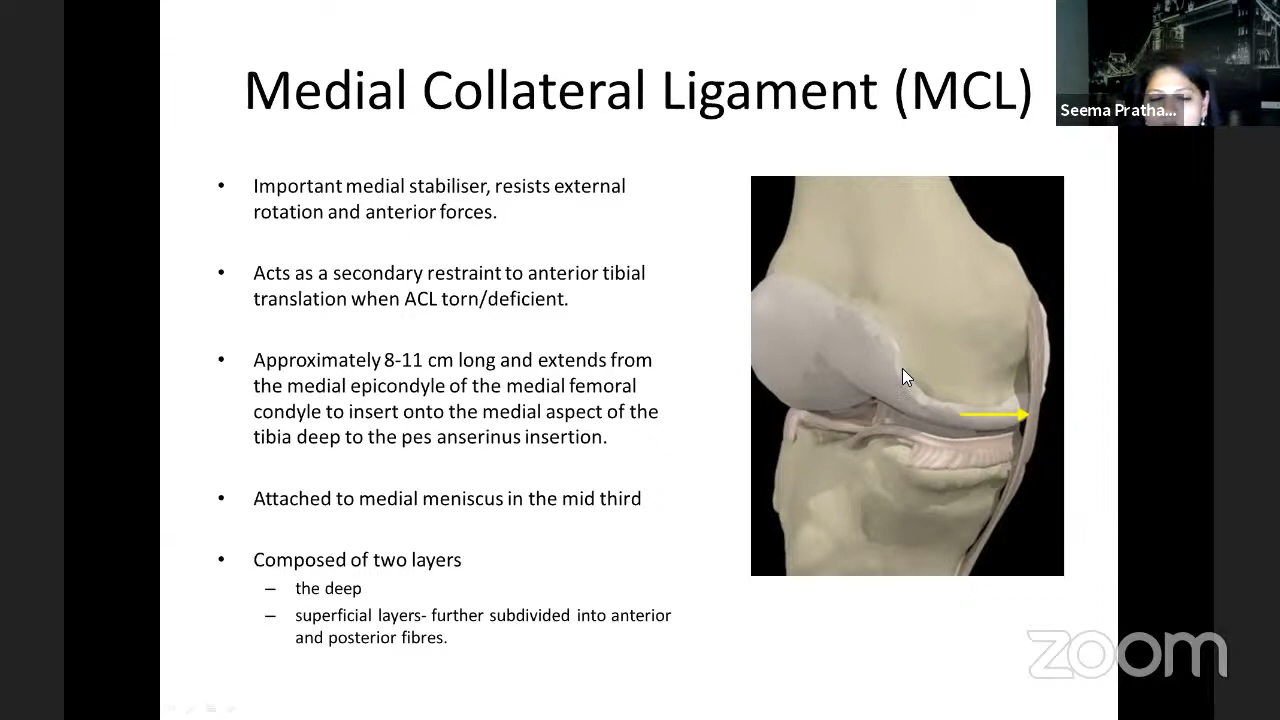 Medial Collateral Ligament (MCL)
Seema Pratha...
• Important medial stabiliser, resists external
rotation and anterior forces.
• Acts as a secondary restraint to anterior tibial
translation when ACL torn/deficient.
• Approximately 8-11 cm long and extends from
the medial epicondyle of the medial femoral
condyle to insert onto the medial aspect of the
tibia deep to the pes anserinus insertion.
• Attached to medial meniscus in the mid third
• Composed of two layers
– the deep
– superficial layers- further subdivided into anterior
and posterior fibres.
zoom